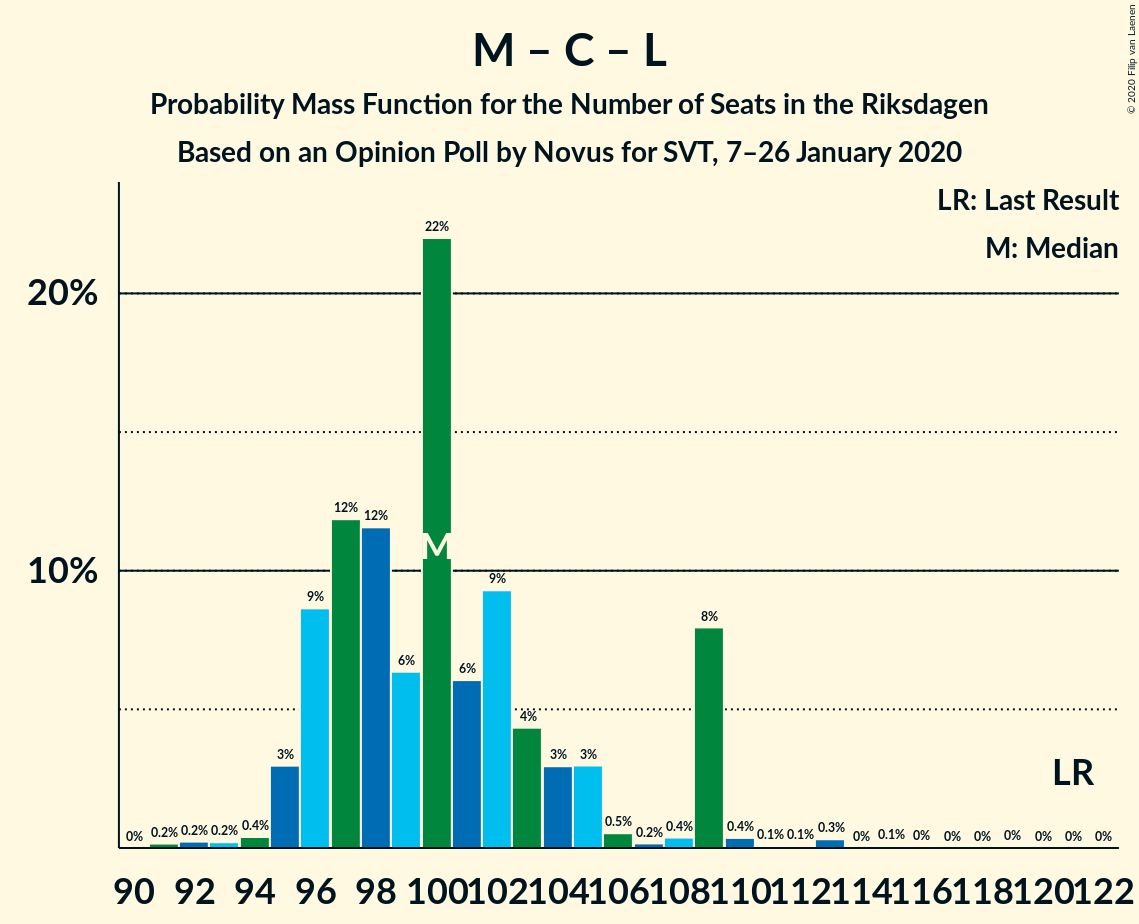 M – C – L
Probability Mass Function for the Number of Seats in the Riksdagen
Based on an Opinion Poll by Novus for SVT, 7–26 January 2020
© 2020 Filip van Laenen
LR: Last Result
M: Median
20%
10%
0% 0.2% 0.2% 0.2% 0.4% 3% 9% 12% 12% 6% 22% 6% 9% 4% 3% 3% 0.5% 0.2% 0.4% 8% 0.4% 0.1% 0.1% 0.3% 0% 0.1% 0% 0% 0% 0% 0% 0% 0%
M
LR
90 92 94 96 98 100 102 104 106 108 110 112 114 116 118 120 122